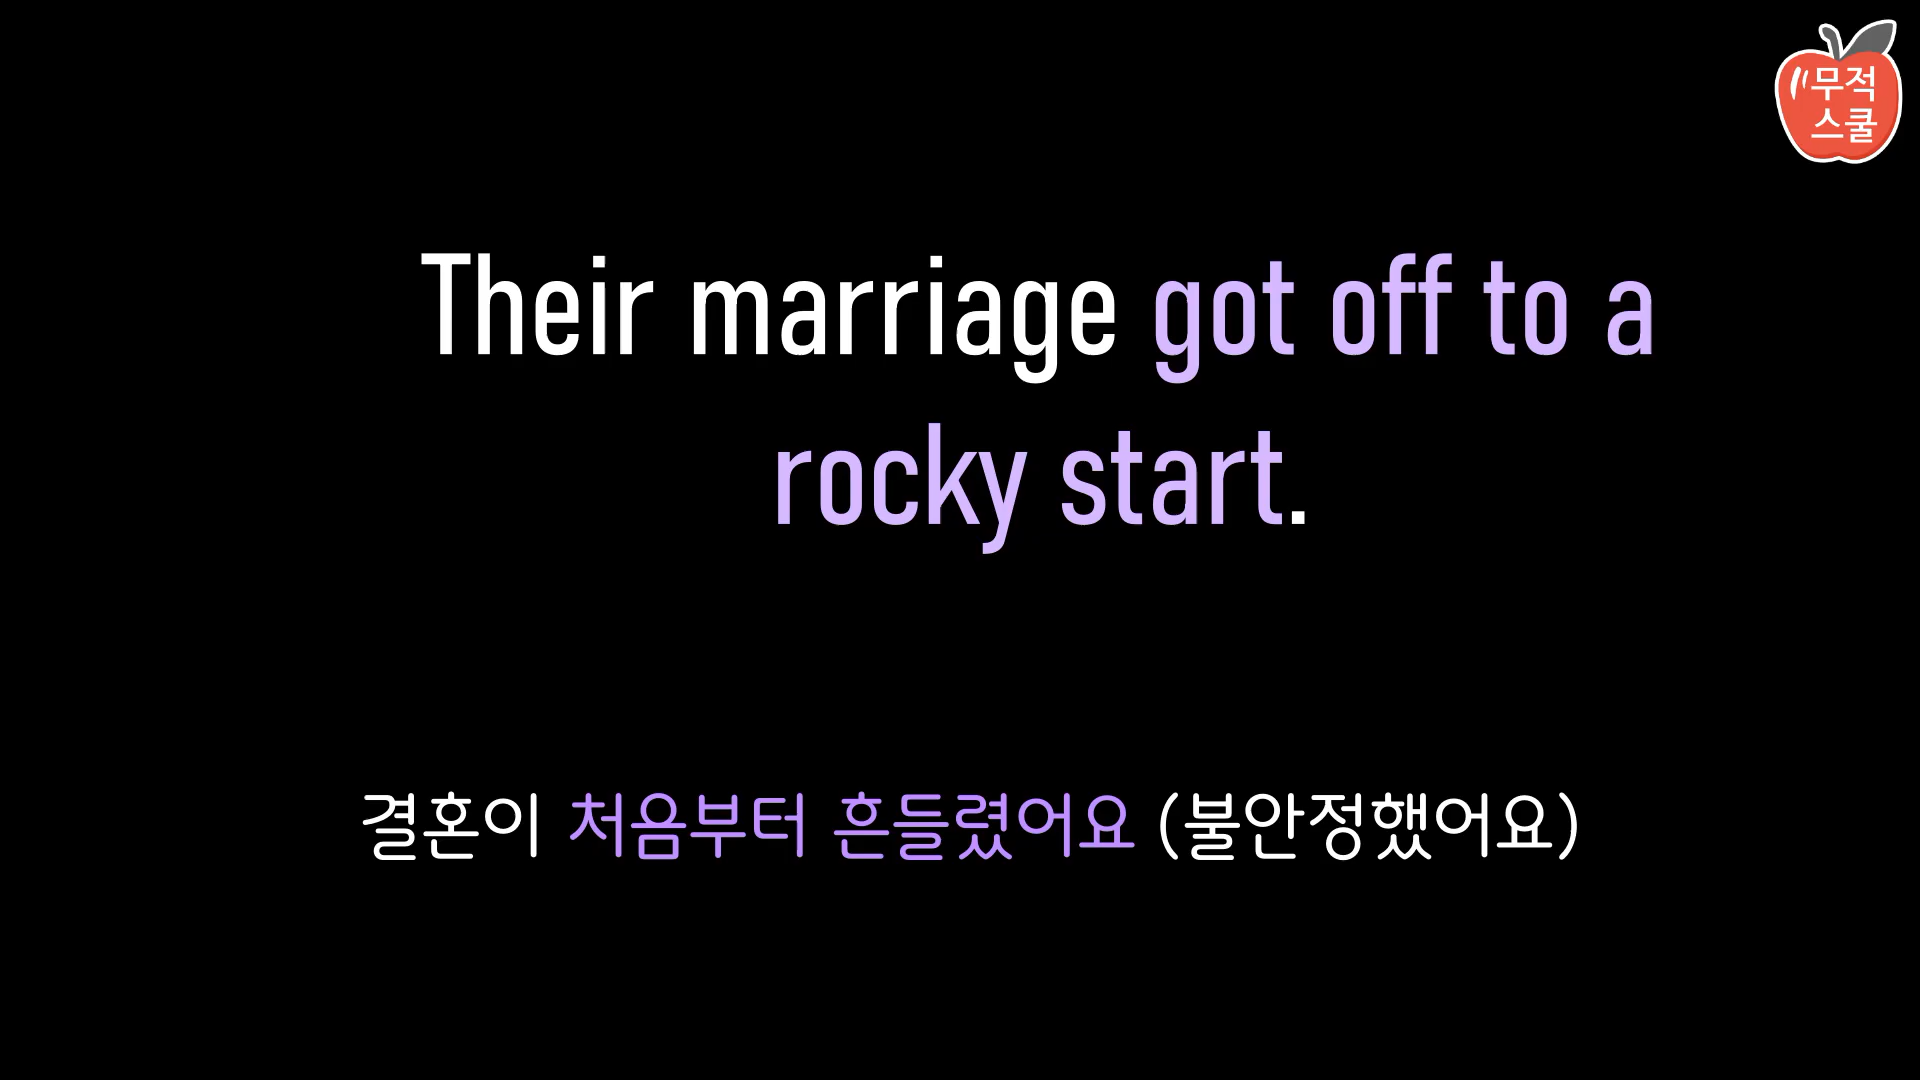 무적
스쿨
Their marriage got off to a
rocky start.
결혼이 처음부터 흔들렸어요 (불안정했어요)